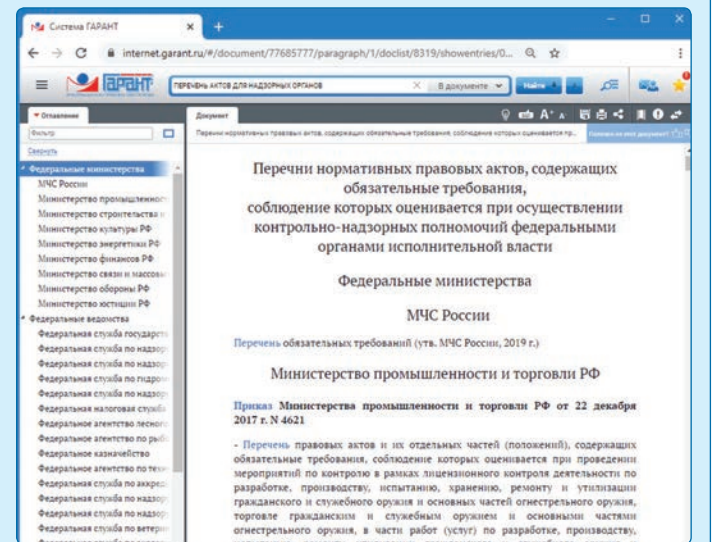 Система ГАРАНТ
internet.garant.ru/#/document/77685777/paragraph/1/doclist/8319/showentries/0...
ГАРАНТ
ПЕРЕЧЕНЬ АКТОВ ДЛЯ НАДЗОРНЫХ ОРГАНОВ
В документе
Найти
Оглавление
Документ
Фильтр
Перечни нормативных правовых актов, содержащих обязательные требования, соблюдение которых оценивается пр...
Свернуть
Федеральные министерства
МЧС России
Министерство промышленност
Министерство строительства и
Министерство культуры РФ
Министерство энергетики РФ
Министерство финансов РФ
Министерство связи и массовы
Министерство обороны РФ
Министерство юстиции РФ
Федеральные ведомства
Федеральная служба государст
Федеральная служба по надзор
Федеральная служба по надзор
Федеральная служба по гидром
Федеральная служба по надзор
Федеральная налоговая служба
Федеральное агентство лесног
Федеральное агентство по рыбо
Федеральное казначейство
Федеральное агентство по техн
Федеральная служба по аккред
Федеральная служба по надзор
Федеральная служба по надзор
Федеральная служба по ветери
Перечни нормативных правовых актов, содержащих
обязательные требования,
соблюдение которых оценивается при осуществлении
контрольно-надзорных полномочий федеральными
органами исполнительной власти
Федеральные министерства
МЧС России
Перечень обязательных требований (утв. МЧС России, 2019 г.)
Министерство промышленности и торговли РФ
Приказ Министерства промышленности и торговли РФ от 22 декабря
2017 г. N 4621
- Перечень правовых актов и их отдельных частей (положений), содержащих
обязательные требования, соблюдение которых оценивается при проведении
мероприятий по контролю в рамках лицензионного контроля деятельности по
разработке, производству, испытанию, хранению, ремонту и утилизации
гражданского и служебного оружия и основных частей огнестрельного оружия,
торговле гражданским и служебным оружием и основными частями
огнестрельного оружия, в части работ (услуг) по разработке, производству,